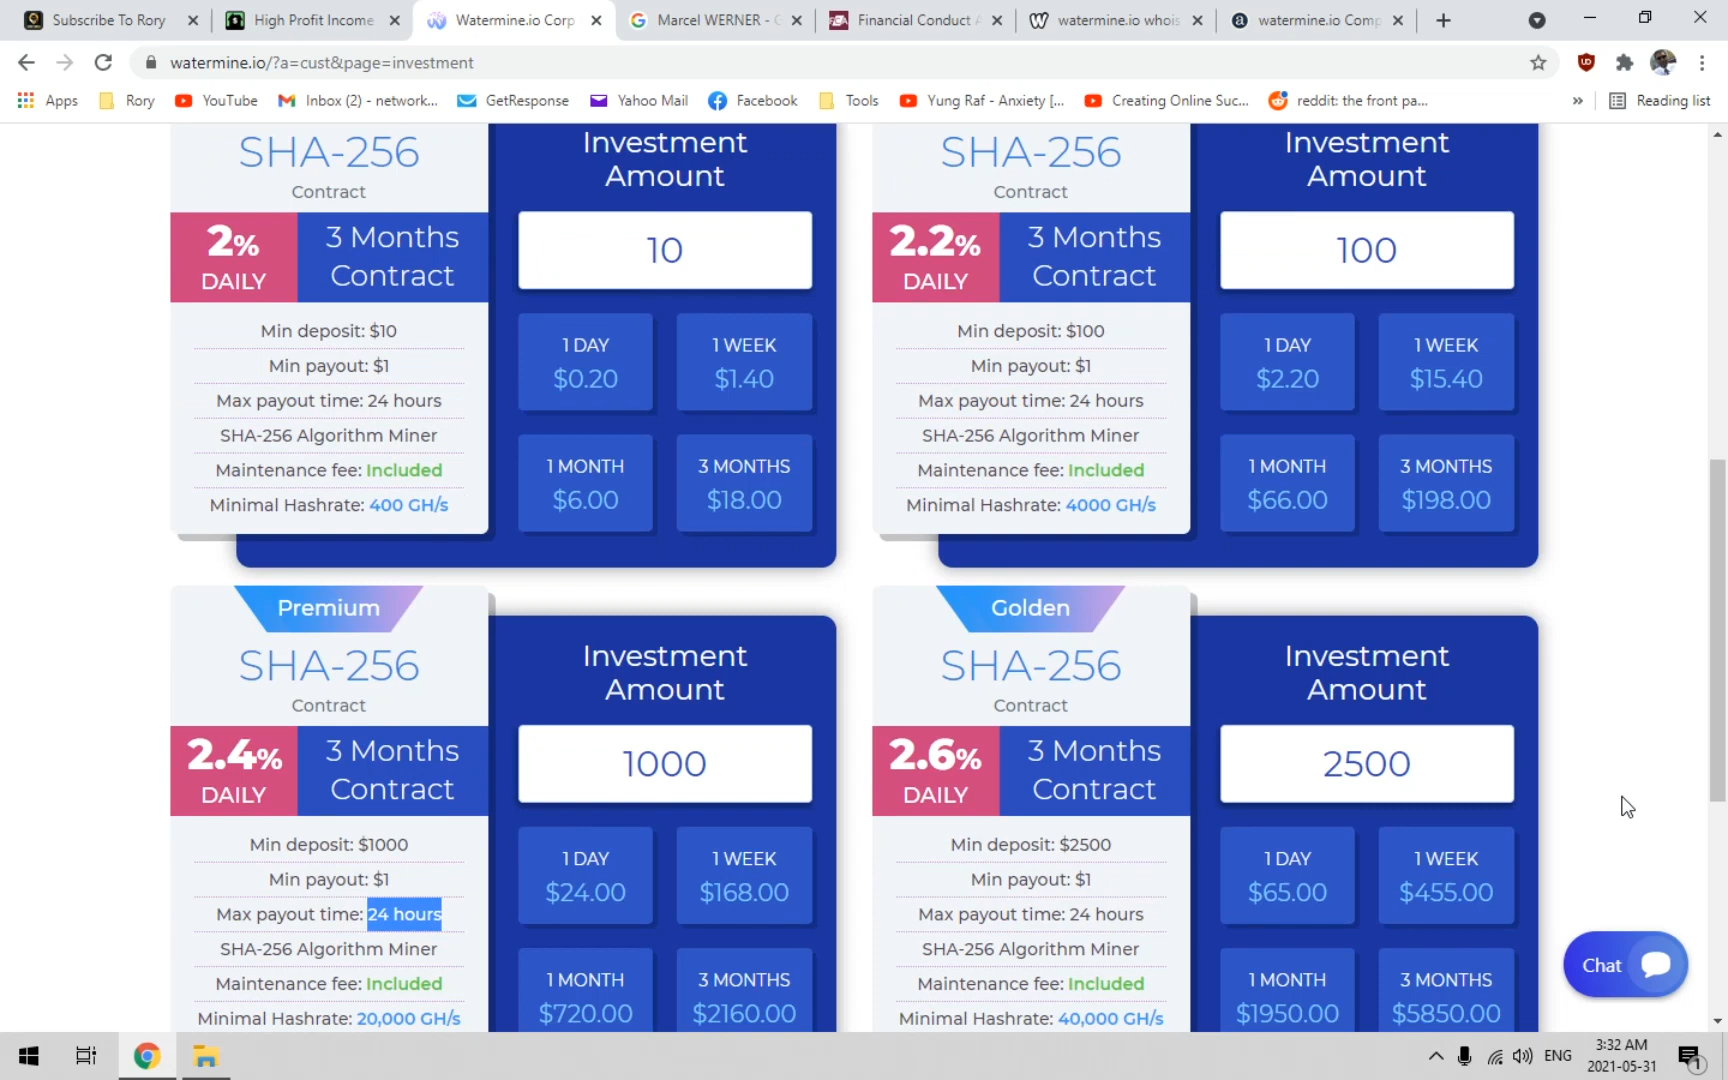 Subscribe To Rory
High Profit Income
Watermine.io Corp
Marcel WERNER - G
Financial Conduct A
watermine.io whois
watermine.io Comp
watermine.io/?a=cust&page=investment
Apps
Rory
YouTube
Inbox (2) - network...
GetResponse
Yahoo Mail
Facebook
Tools
Yung Raf - Anxiety [...
Creating Online Suc...
reddit: the front pa...
»
Reading list
SHA-256
Contract
2% DAILY
3 Months
Contract
Min deposit: $10
Min payout: $1
Max payout time: 24 hours
SHA-256 Algorithm Miner
Maintenance fee: Included
Minimal Hashrate: 400 GH/s
Investment
Amount
10
1 DAY
$0.20
1 WEEK
$1.40
1 MONTH
$6.00
3 MONTHS
$18.00
SHA-256
Contract
2.2% DAILY
3 Months
Contract
Min deposit: $100
Min payout: $1
Max payout time: 24 hours
SHA-256 Algorithm Miner
Maintenance fee: Included
Minimal Hashrate: 4000 GH/s
Investment
Amount
100
1 DAY
$2.20
1 WEEK
$15.40
1 MONTH
$66.00
3 MONTHS
$198.00
Premium
SHA-256
Contract
2.4% DAILY
3 Months
Contract
Min deposit: $1000
Min payout: $1
Max payout time: 24 hours
SHA-256 Algorithm Miner
Maintenance fee: Included
Minimal Hashrate: 20,000 GH/s
Investment
Amount
1000
1 DAY
$24.00
1 WEEK
$168.00
1 MONTH
$720.00
3 MONTHS
$2160.00
Golden
SHA-256
Contract
2.6% DAILY
3 Months
Contract
Min deposit: $2500
Min payout: $1
Max payout time: 24 hours
SHA-256 Algorithm Miner
Maintenance fee: Included
Minimal Hashrate: 40,000 GH/s
Investment
Amount
2500
1 DAY
$65.00
1 WEEK
$455.00
1 MONTH
$1950.00
3 MONTHS
$5850.00
Chat
ENG
3:32 AM
2021-05-31
1